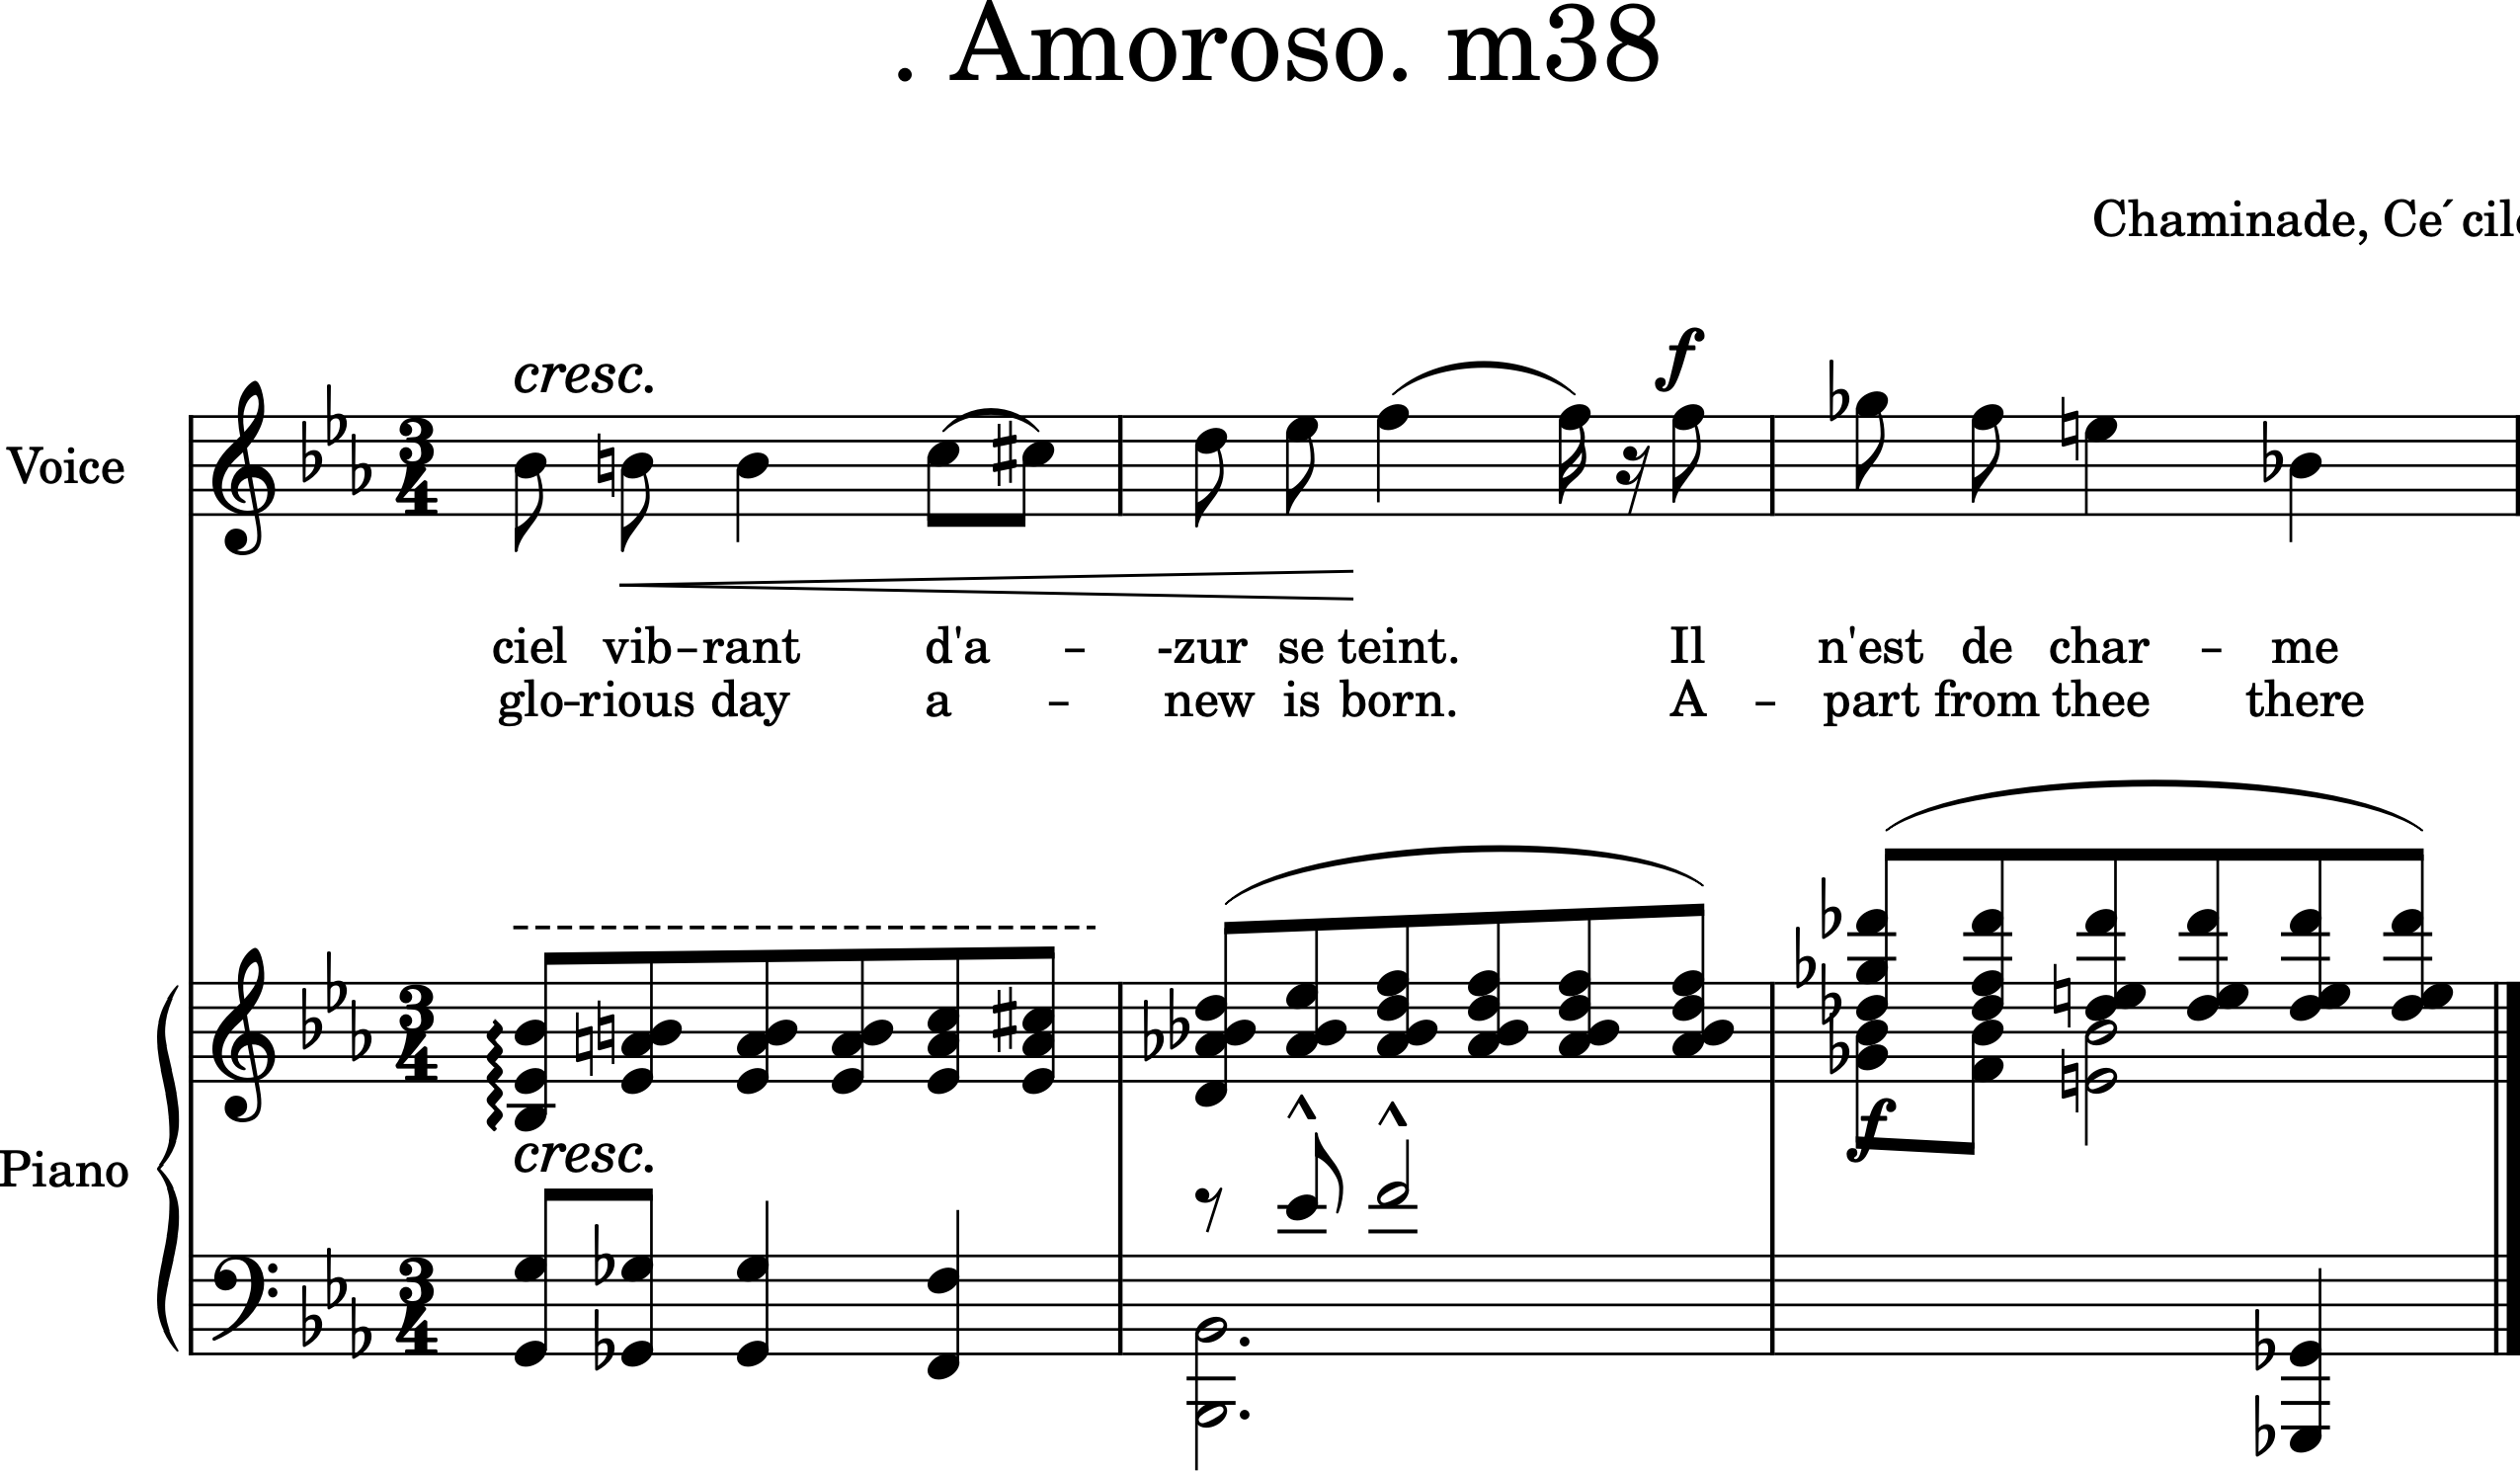 . Amoroso. m38
Chaminade, Ce´cile
cresc.
f
Voice
ciel vib–rant d'a – -zur se teint. Il n'est de char – me
glo-rious day a – new is born. A – part from thee there
Piano
cresc.
f